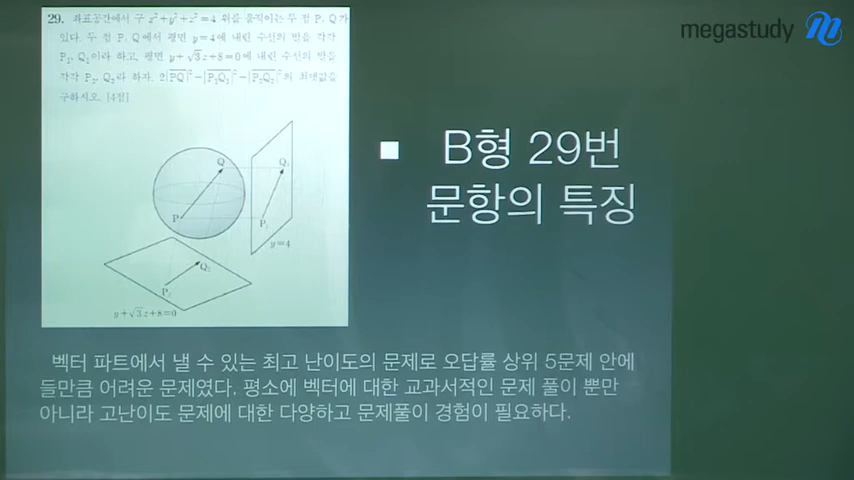 megastudy
29. 좌표공간에서 구 x²+y²+z²=4 위를 움직이는 두 점 P, Q가
있다. 두 점 P, Q에서 평면 y=4에 내린 수선의 발을 각각
P₁, Q₁이라 하고, 평면 y+√3z+8=0에 내린 수선의 발을
각각 P₂, Q₂라 하자. 2|PQ|²-|P₁Q₁|²-|P₂Q₂|²의 최댓값을
구하시오. [4점]
Q
Q₁
P
P₁
y=4
Q₂
P₂
y+√3z+8=0
■ B형 29번
문항의 특징
벡터 파트에서 낼 수 있는 최고 난이도의 문제로 오답률 상위 5문제 안에
들만큼 어려운 문제였다. 평소에 벡터에 대한 교과서적인 문제 풀이 뿐만
아니라 고난이도 문제에 대한 다양하고 문제풀이 경험이 필요하다.